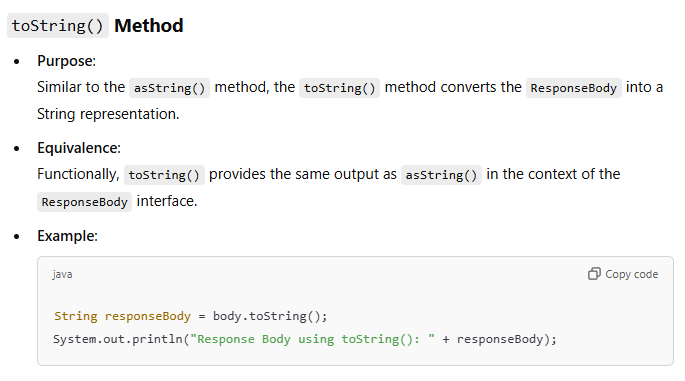 toString() Method
Purpose:
Similar to the asString() method, the toString() method converts the ResponseBody into a
String representation.
Equivalence:
Functionally, toString() provides the same output as asString() in the context of the
ResponseBody interface.
Example:
java
Copy code
String responseBody = body.toString();
System.out.println("Response Body using toString(): " + responseBody);